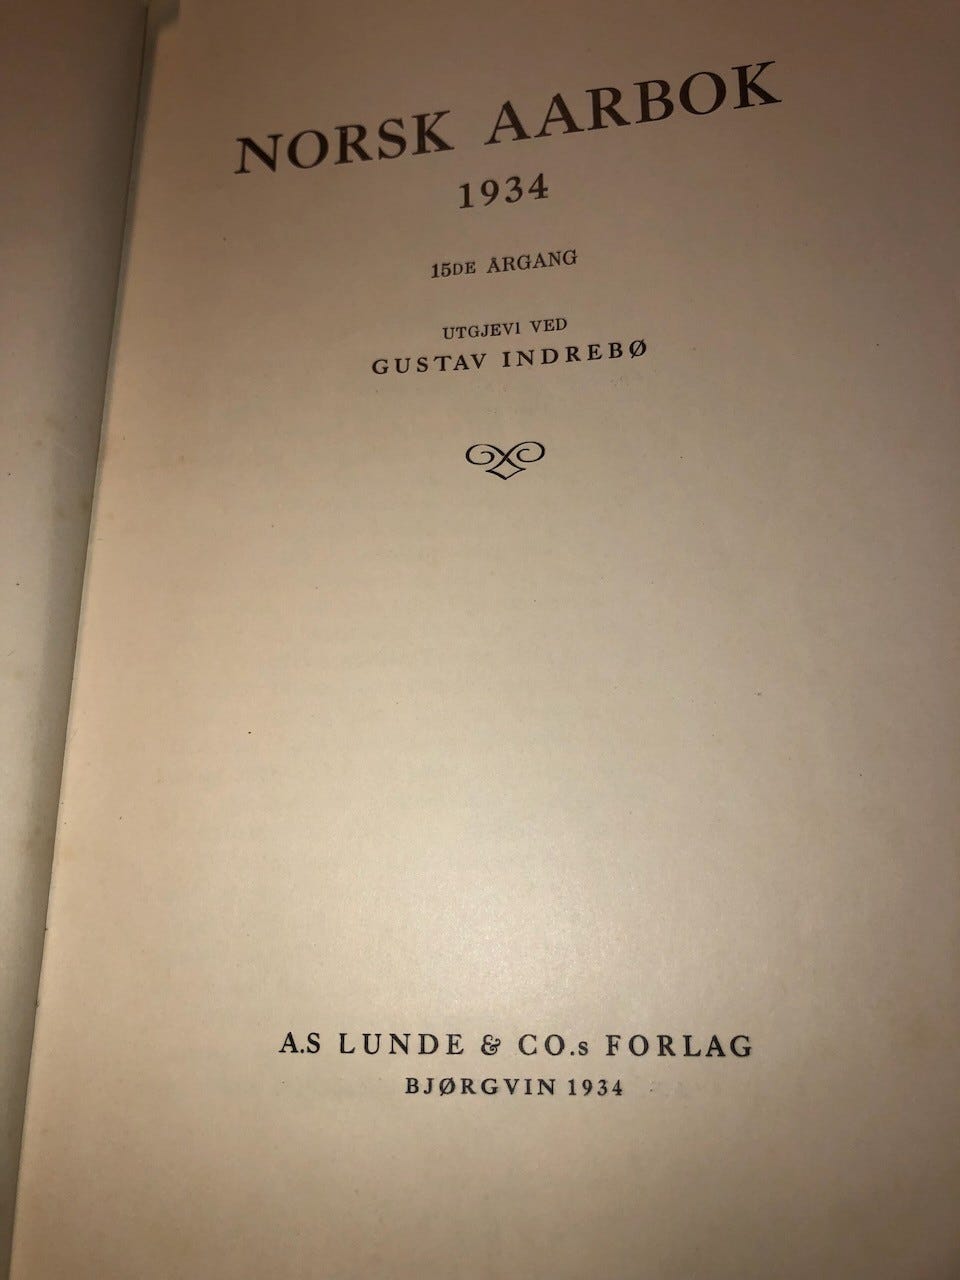 NORSK AARBOK
1934
15DE ÅRGANG
UTGJEVI VED
GUSTAV INDREBØ
A.S LUNDE & CO.s FORLAG
BJØRGVIN 1934